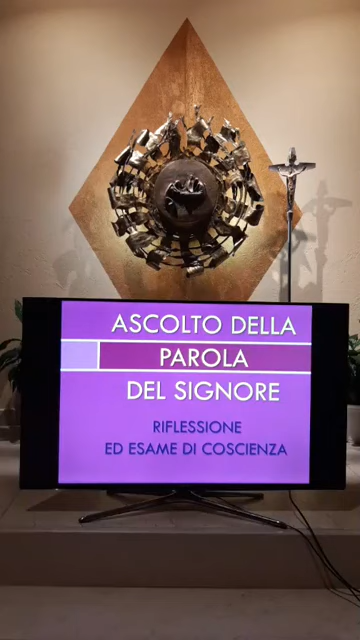 ASCOLTO DELLA
PAROLA
DEL SIGNORE
RIFLESSIONE
ED ESAME DI COSCIENZA